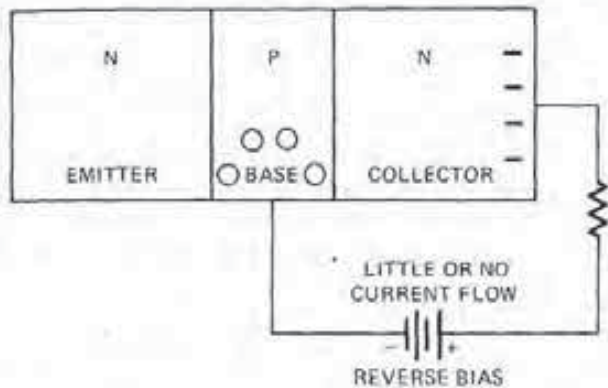 N P N
EMITTER BASE COLLECTOR
LITTLE OR NO
CURRENT FLOW
- +
REVERSE BIAS